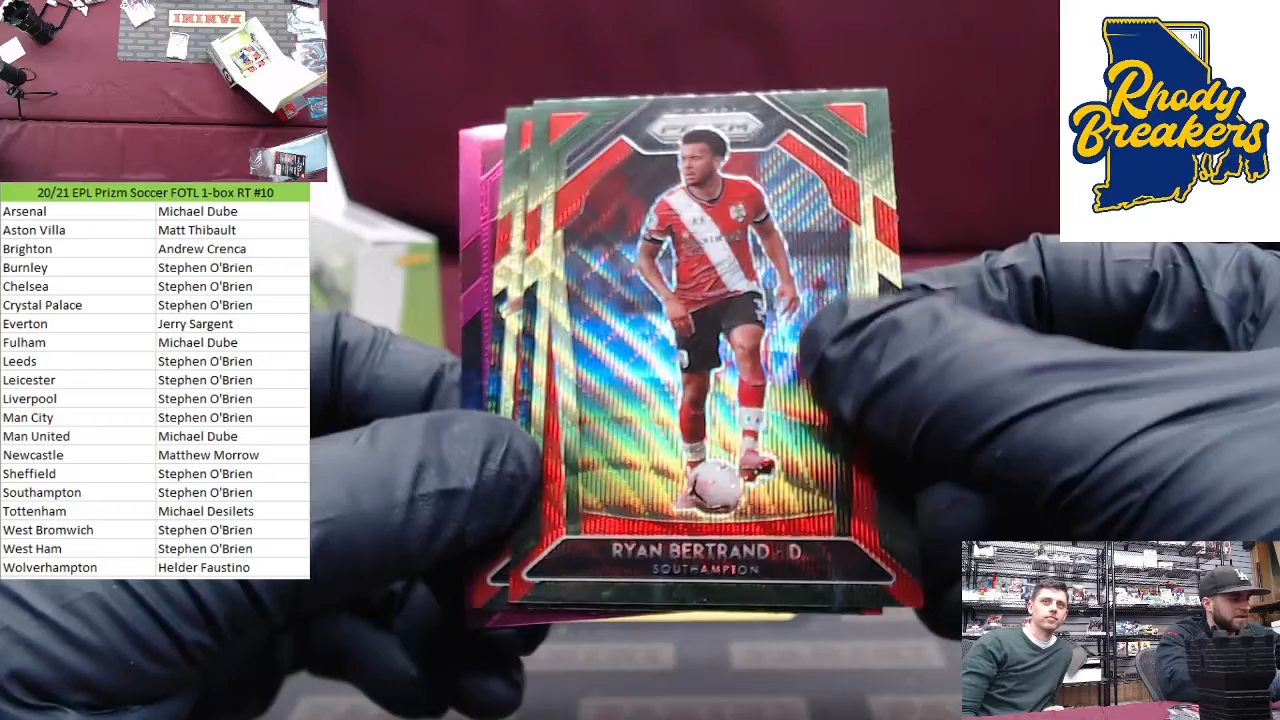 PANINI
Rhody
Breakers
LLC
20/21 EPL Prizm Soccer FOTL 1-box RT #10
Arsenal Michael Dube
Aston Villa Matt Thibault
Brighton Andrew Crenca
Burnley Stephen O'Brien
Chelsea Stephen O'Brien
Crystal Palace Stephen O'Brien
Everton Jerry Sargent
Fulham Michael Dube
Leeds Stephen O'Brien
Leicester Stephen O'Brien
Liverpool Stephen O'Brien
Man City Stephen O'Brien
Man United Michael Dube
Newcastle Matthew Morrow
Sheffield Stephen O'Brien
Southampton Stephen O'Brien
Tottenham Michael Desilets
West Bromwich Stephen O'Brien
West Ham Stephen O'Brien
Wolverhampton Helder Faustino
PRIZM
RYAN BERTRAND D
SOUTHAMPTON